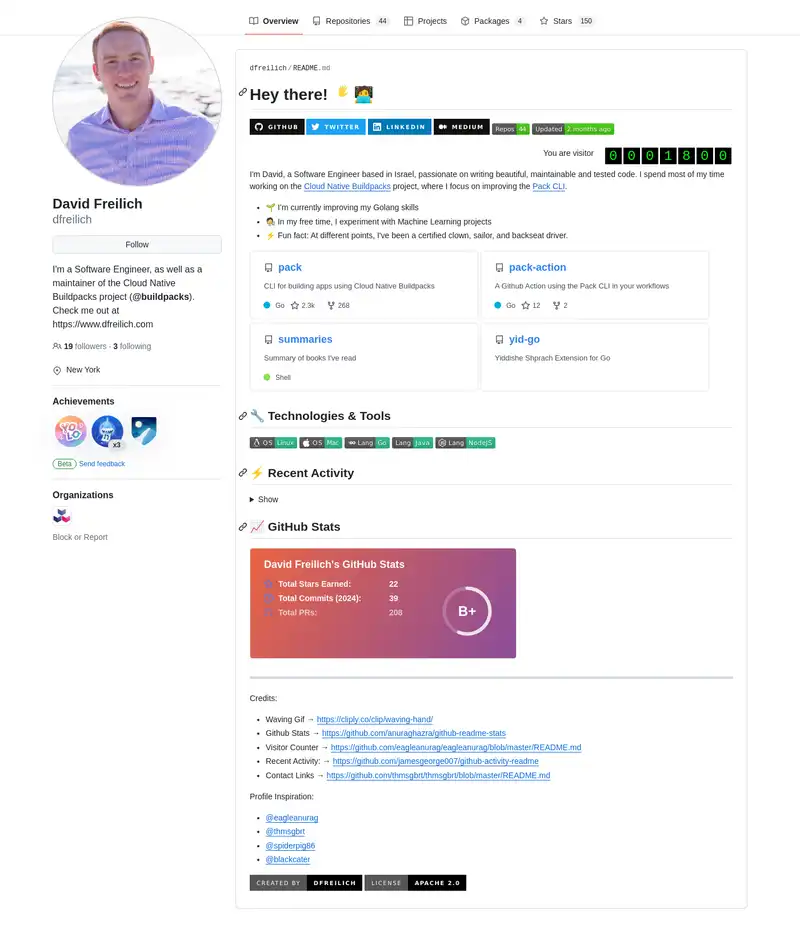 Overview
Repositories 44
Projects
Packages 4
Stars 150
David Freilich
dfreilich
Follow
I'm a Software Engineer, as well as a
maintainer of the Cloud Native
Buildpacks project (@buildpacks).
Check me out at
https://www.dfreilich.com
19 followers · 3 following
New York
Achievements
x3
Beta Send feedback
Organizations
Block or Report
dfreilich/README.md
Hey there!
GITHUB TWITTER LINKEDIN MEDIUM Repos 44 Updated 2 months ago
You are visitor 0001800
I'm David, a Software Engineer based in Israel, passionate on writing beautiful, maintainable and tested code. I spend most of my time
working on the Cloud Native Buildpacks project, where I focus on improving the Pack CLI.
• 🌱 I'm currently improving my Golang skills
• In my free time, I experiment with Machine Learning projects
• ⚡ Fun fact: At different points, I've been a certified clown, sailor, and backseat driver.
pack
CLI for building apps using Cloud Native Buildpacks
Go 2.3k 268
pack-action
A Github Action using the Pack CLI in your workflows
Go 12 2
summaries
Summary of books I've read
Shell
yid-go
Yiddishe Shprach Extension for Go
🔧 Technologies & Tools
OS Linux OS Mac Lang Go Lang Java Lang NodeJS
⚡ Recent Activity
Show
📈 GitHub Stats
David Freilich's GitHub Stats
Total Stars Earned: 22
Total Commits (2024): 39
Total PRs: 208
B+
Credits:
• Waving Gif → https://cliply.co/clip/waving-hand/
• Github Stats → https://github.com/anuraghazra/github-readme-stats
• Visitor Counter → https://github.com/eagleanurag/eagleanurag/blob/master/README.md
• Recent Activity: → https://github.com/jamesgeorge007/github-activity-readme
• Contact Links → https://github.com/thmsgbrt/thmsgbrt/blob/master/README.md
Profile Inspiration:
• @eagleanurag
• @thmsgbrt
• @spiderpig86
• @blackcater
CREATED BY DFREILICH LICENSE APACHE 2.0